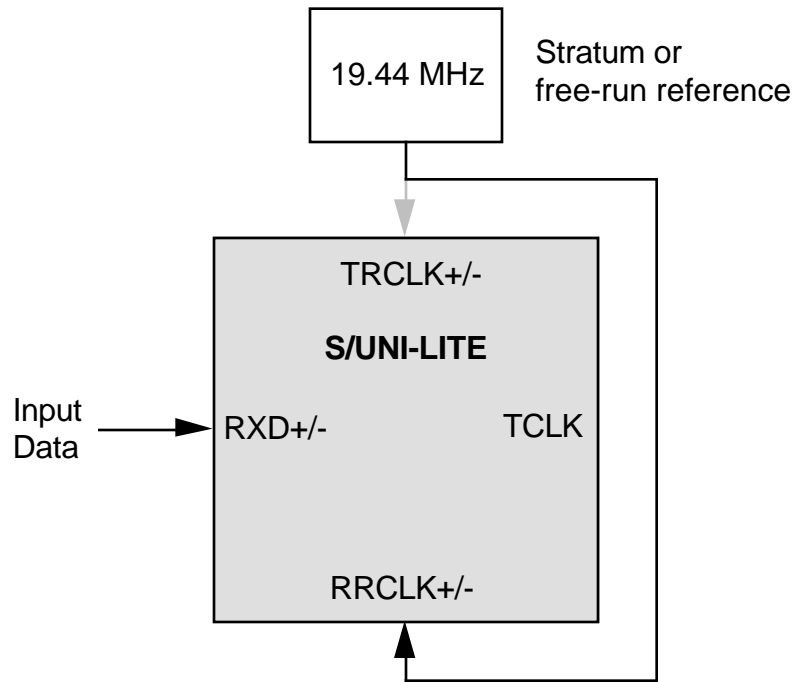 19.44 MHz
Stratum or
free-run reference
TRCLK+/-
S/UNI-LITE
Input
Data
RXD+/-
TCLK
RRCLK+/-